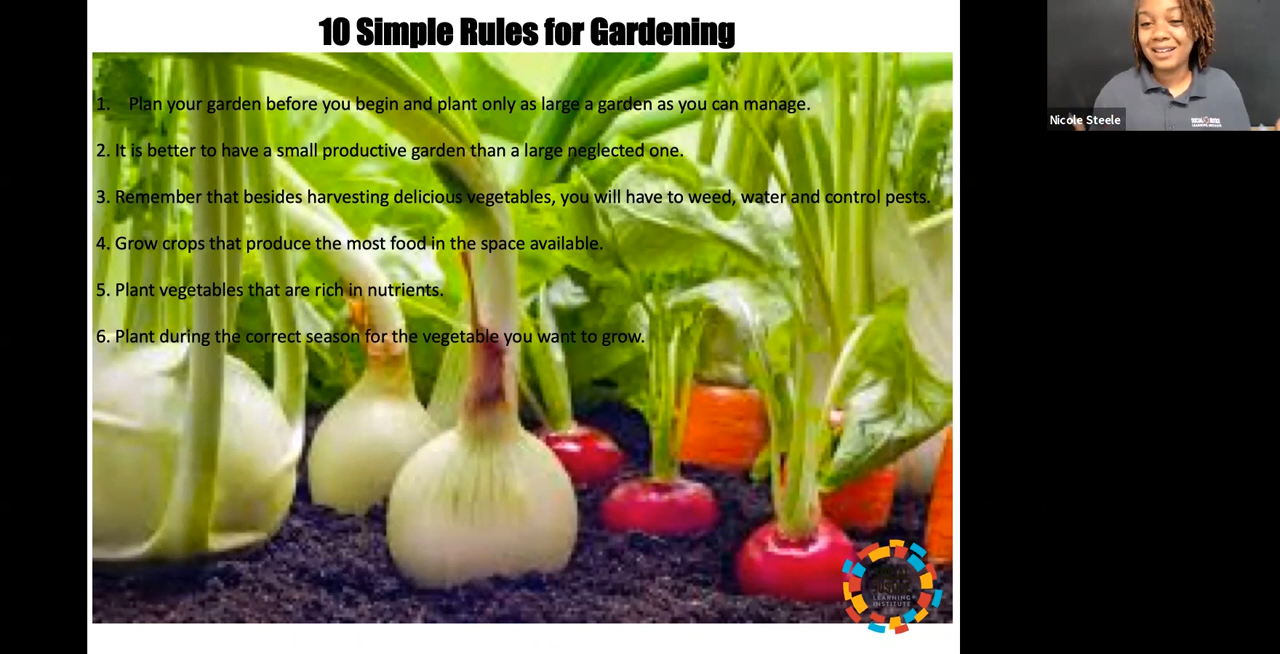 10 Simple Rules for Gardening
1. Plan your garden before you begin and plant only as large a garden as you can manage.
2. It is better to have a small productive garden than a large neglected one.
3. Remember that besides harvesting delicious vegetables, you will have to weed, water and control pests.
4. Grow crops that produce the most food in the space available.
5. Plant vegetables that are rich in nutrients.
6. Plant during the correct season for the vegetable you want to grow.
Nicole Steele
LEARNING
INSTITUTE